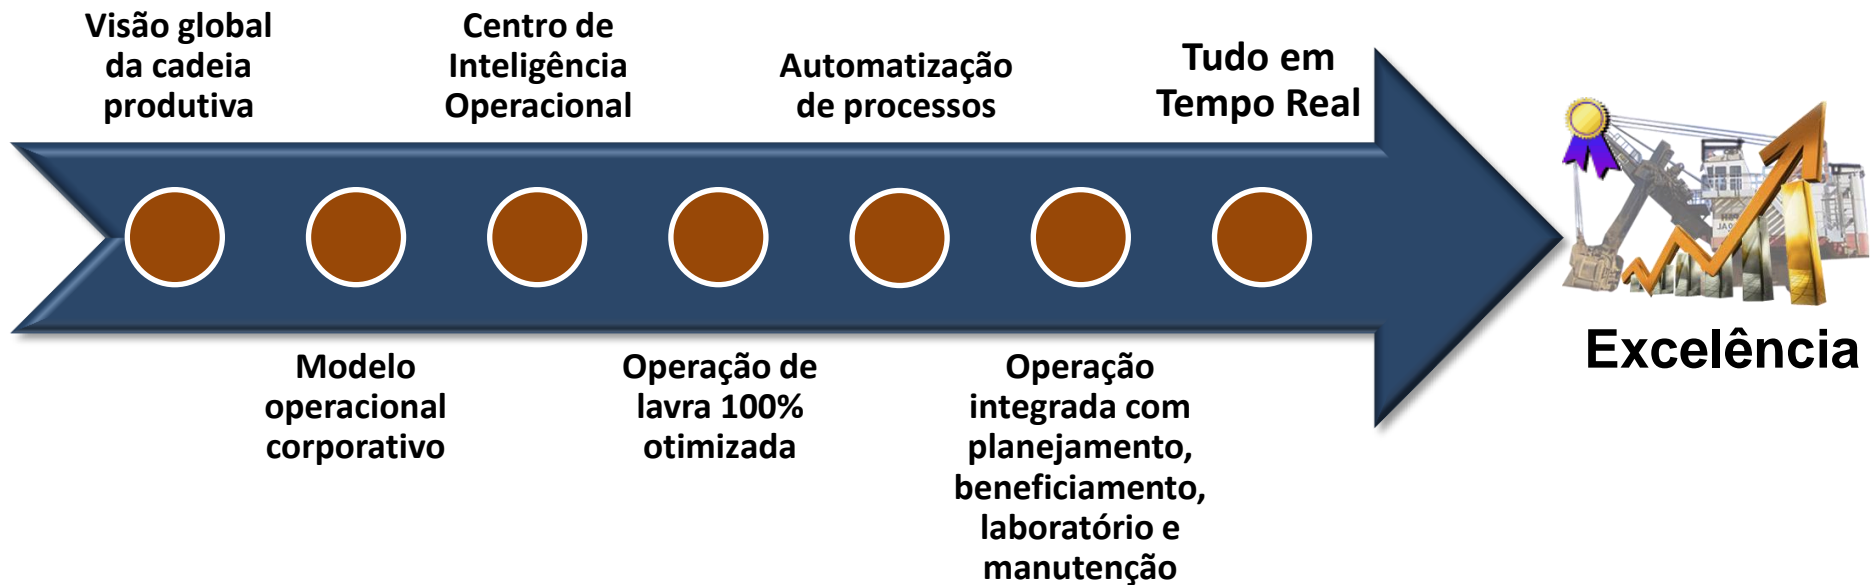 Visão global
da cadeia
produtiva
Modelo
operacional
corporativo
Centro de
Inteligência
Operacional
Operação de
lavra 100%
otimizada
Automatização
de processos
Operação
integrada com
planejamento,
beneficiamento,
laboratório e
manutenção
Tudo em
Tempo Real
Excelência